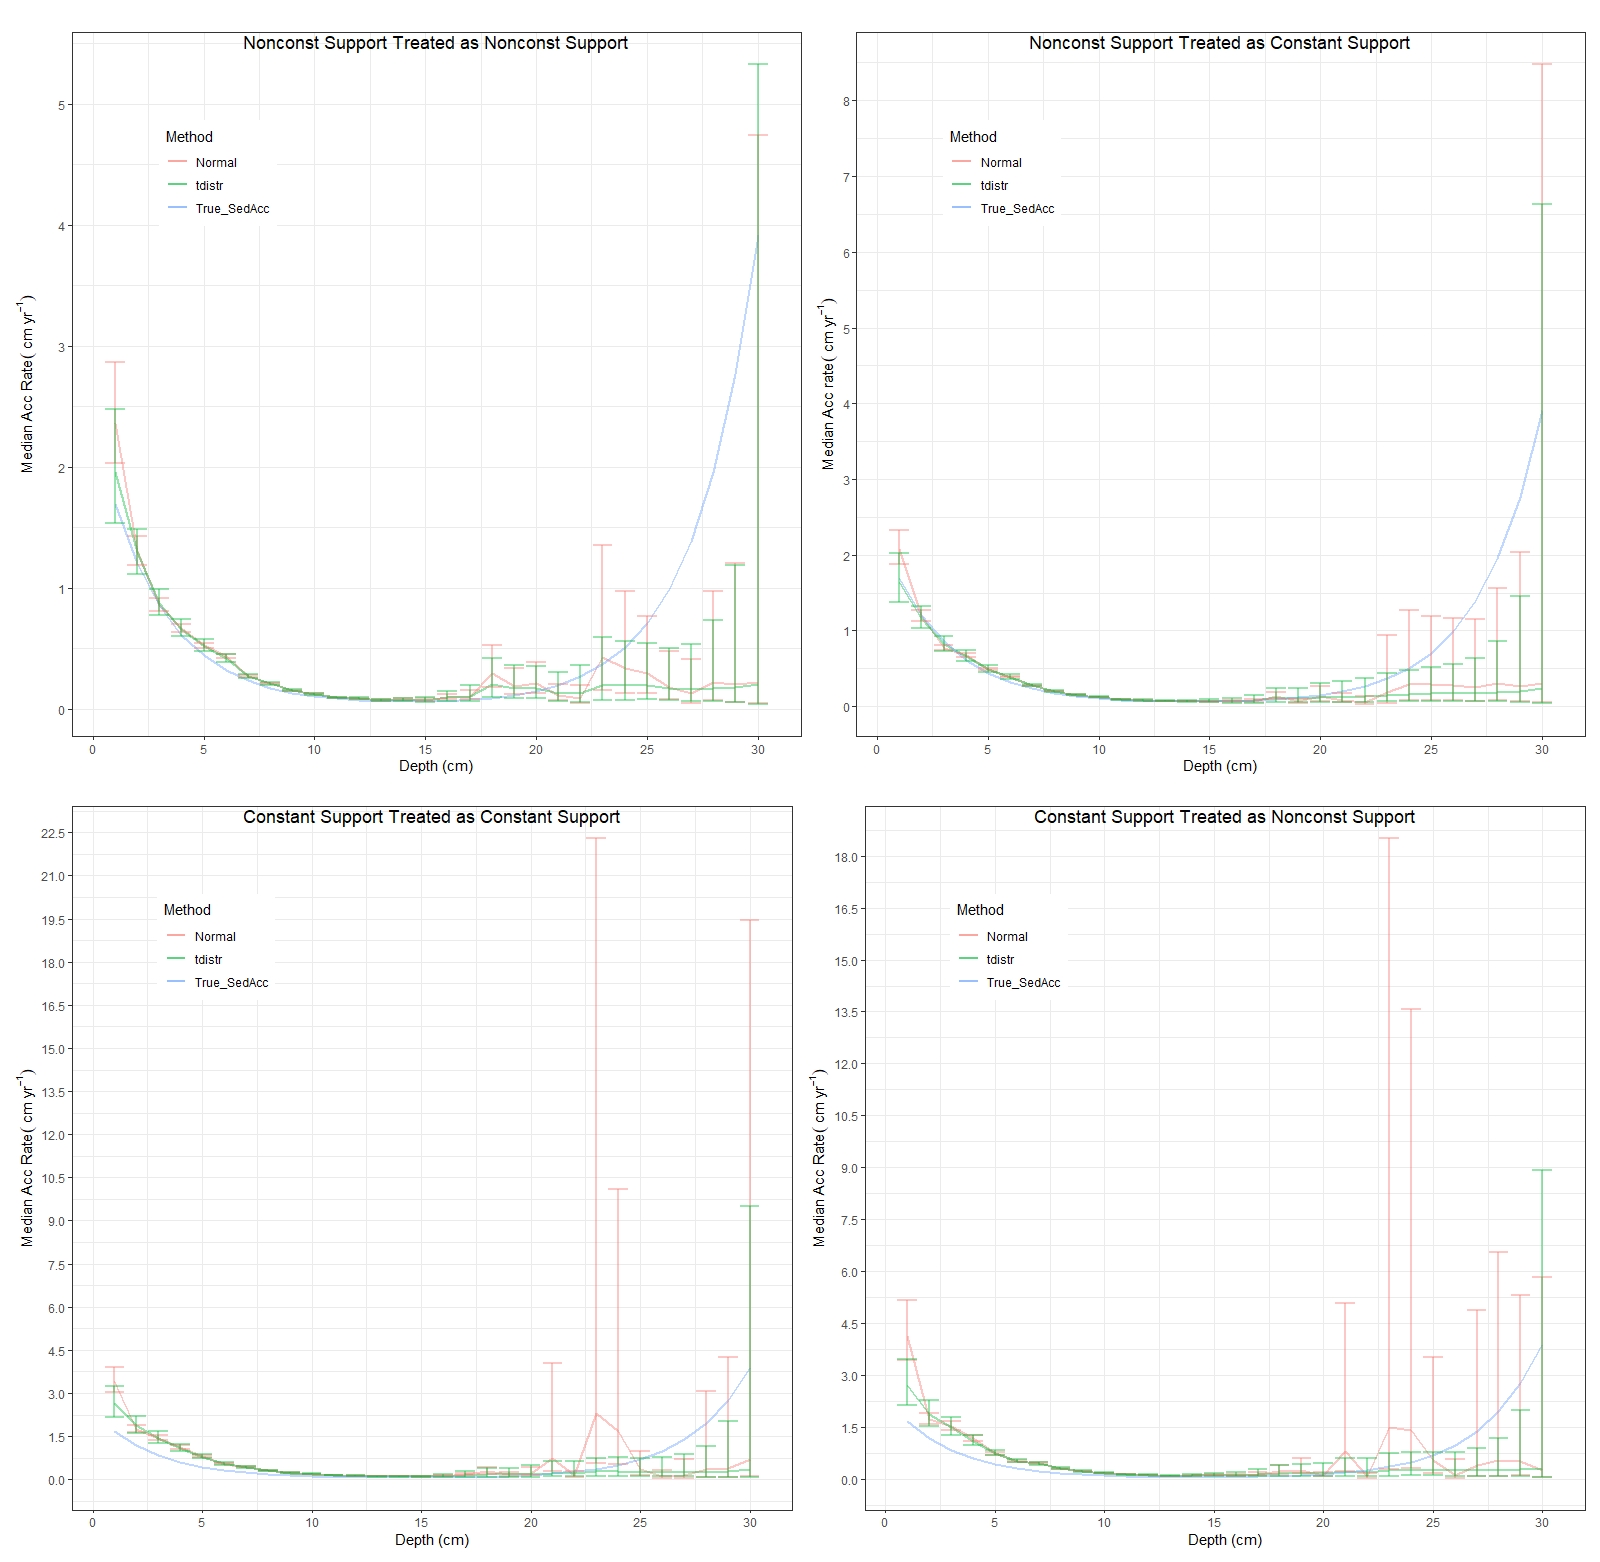 Nonconst Support Treated as Nonconst Support
5
4
3
2
1
0
Median Acc Rate( cm yr⁻¹)
Method
Normal
tdistr
True_SedAcc
0 5 10 15 20 25 30
Depth (cm)
Nonconst Support Treated as Constant Support
8
7
6
5
4
3
2
1
0
Median Acc rate( cm yr⁻¹)
Method
Normal
tdistr
True_SedAcc
0 5 10 15 20 25 30
Depth (cm)
Constant Support Treated as Constant Support
22.5
21.0
19.5
18.0
16.5
15.0
13.5
12.0
10.5
9.0
7.5
6.0
4.5
3.0
1.5
0.0
Median Acc Rate( cm yr⁻¹)
Method
Normal
tdistr
True_SedAcc
0 5 10 15 20 25 30
Depth (cm)
Constant Support Treated as Nonconst Support
18.0
16.5
15.0
13.5
12.0
10.5
9.0
7.5
6.0
4.5
3.0
1.5
0.0
Median Acc Rate( cm yr⁻¹)
Method
Normal
tdistr
True_SedAcc
0 5 10 15 20 25 30
Depth (cm)